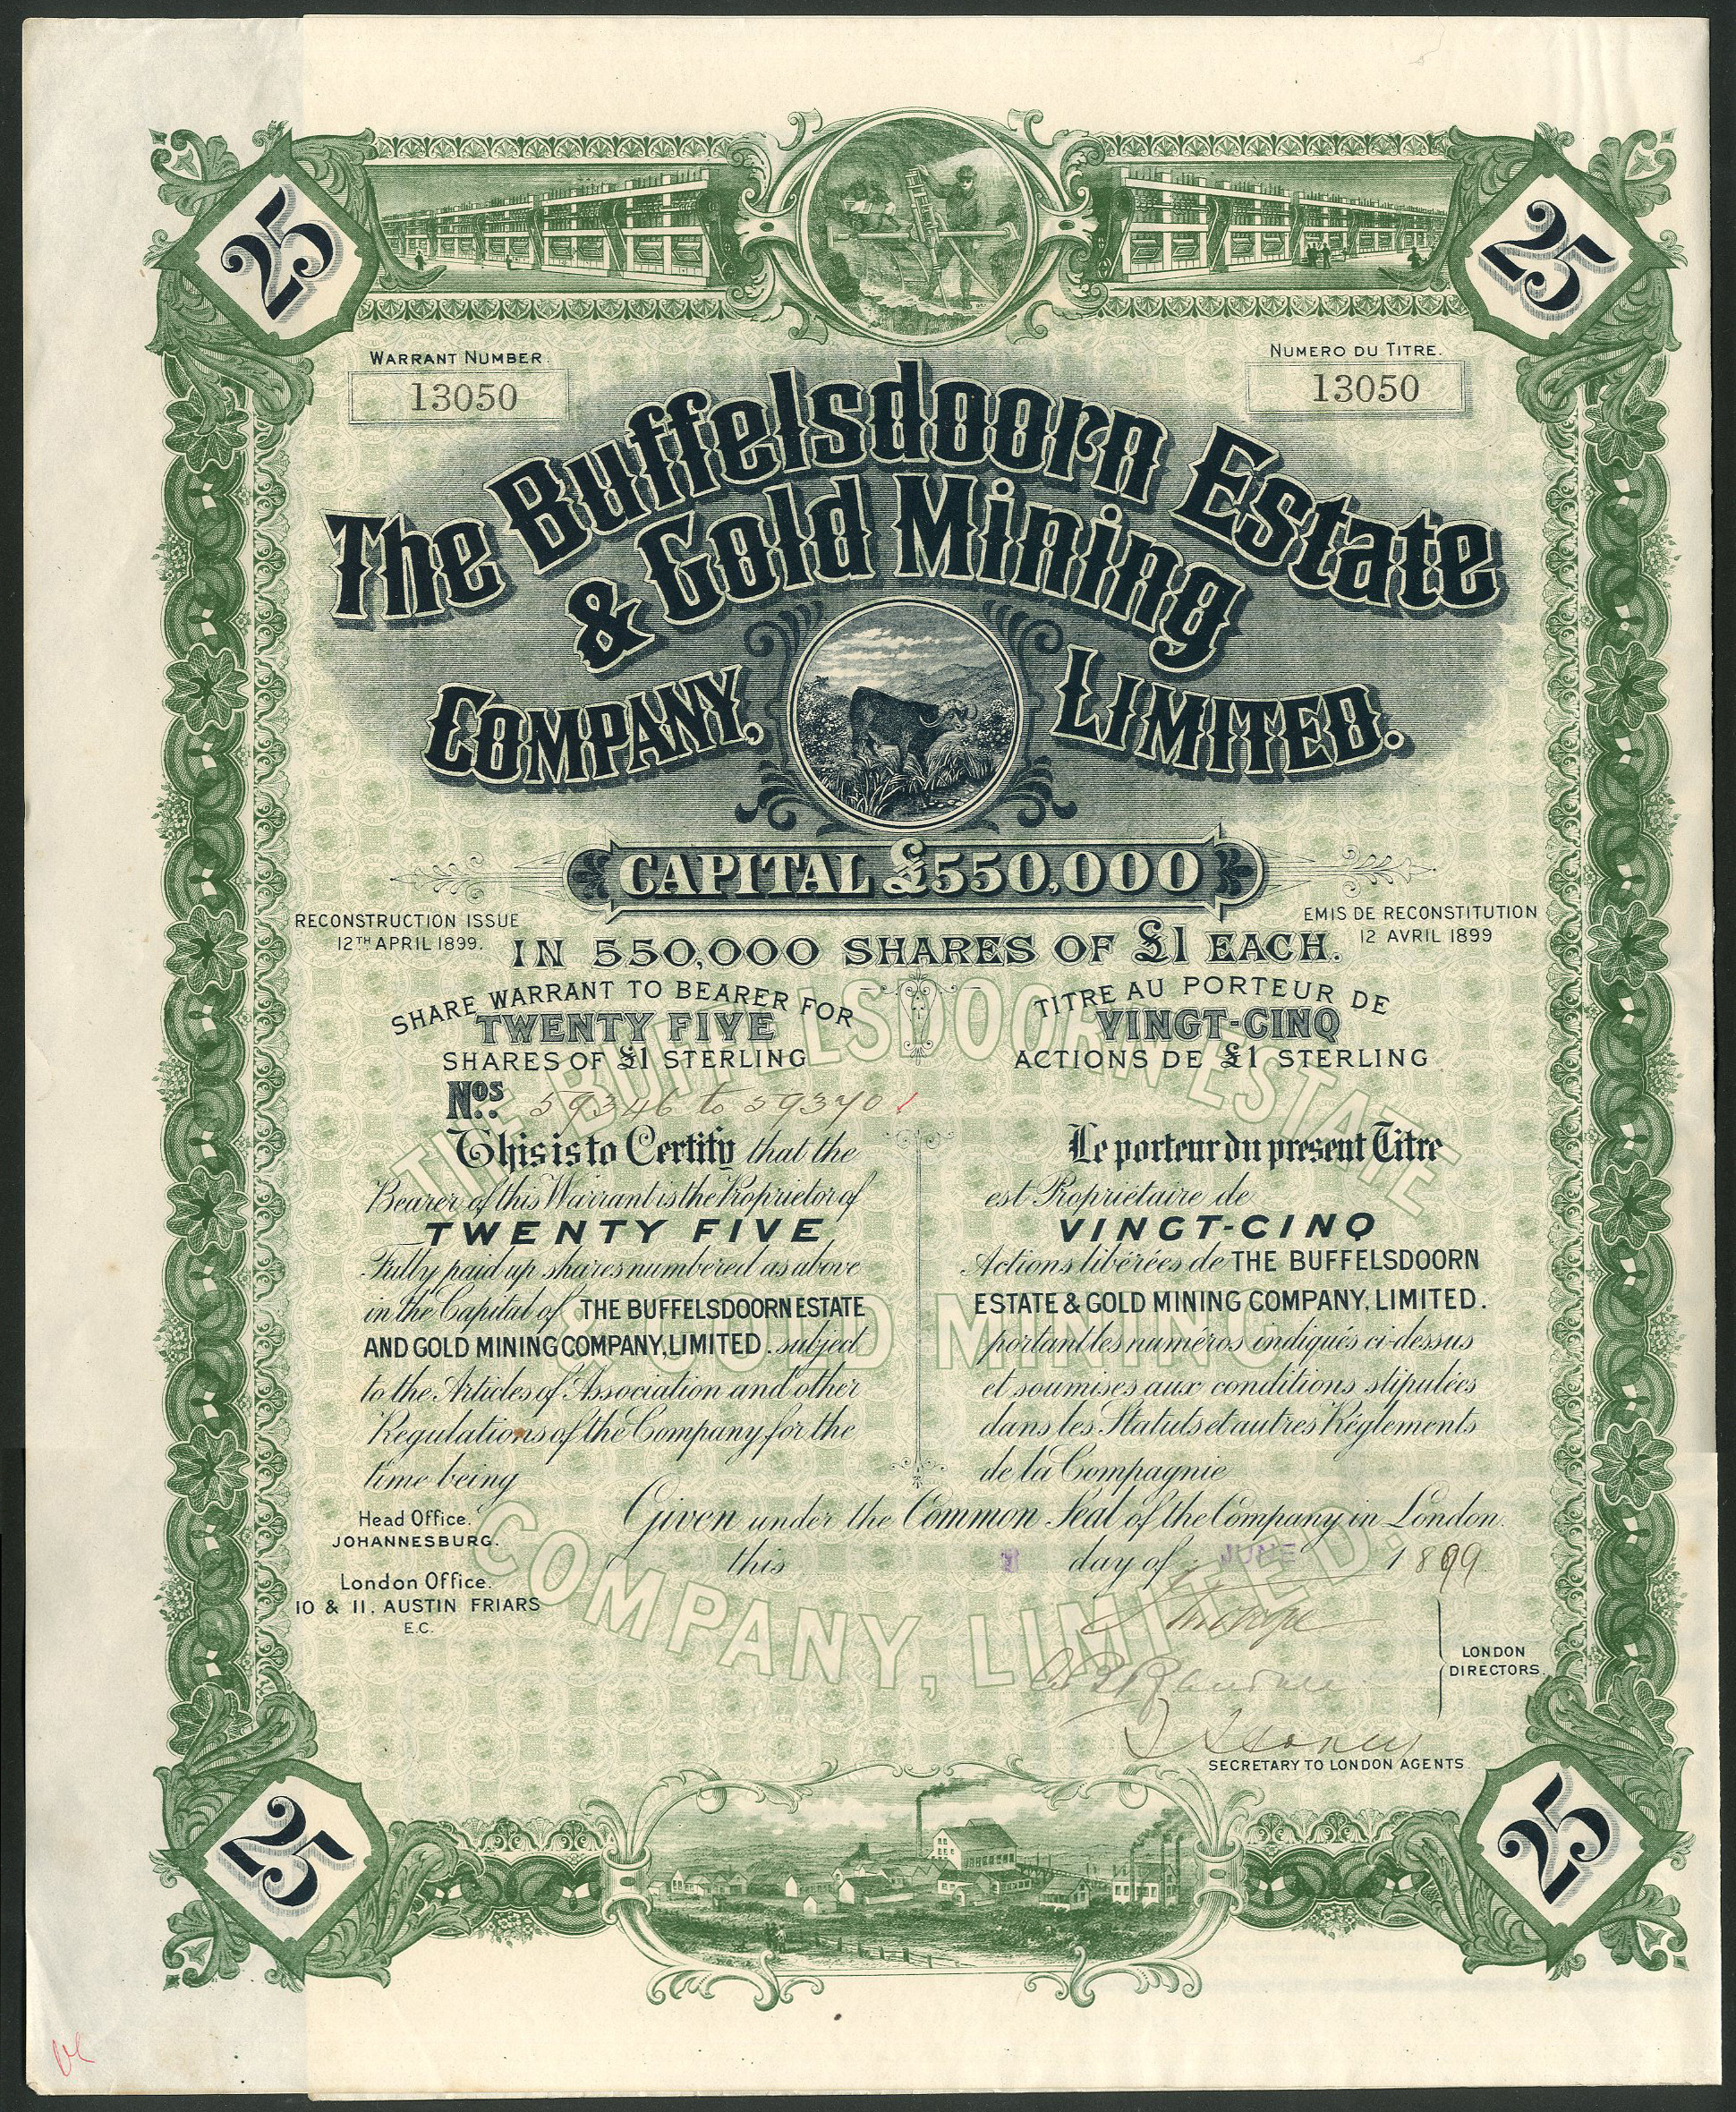 25
25
WARRANT NUMBER.
13050
NUMERO DU TITRE.
13050
The Buffelsdoorn Estate
& Gold Mining
COMPANY, LIMITED.
CAPITAL £550,000
RECONSTRUCTION ISSUE
12TH APRIL 1899.
EMIS DE RECONSTITUTION
12 AVRIL 1899
IN 550,000 SHARES OF £1 EACH.
SHARE WARRANT TO BEARER FOR
TWENTY FIVE
SHARES OF £1 STERLING
Nos. 59346 to 59370
This is to Certify that the
Bearer of this Warrant is the Proprietor of
TWENTY FIVE
Fully paid up shares numbered as above
in the Capital of THE BUFFELSDOORN ESTATE
AND GOLD MINING COMPANY, LIMITED. subject
to the Articles of Association and other
Regulations of the Company for the
time being
TITRE AU PORTEUR DE
VINGT-CINQ
ACTIONS DE £1 STERLING
Le porteur du present Titre
est Propriétaire de
VINGT-CINQ
Actions libérées de THE BUFFELSDOORN
ESTATE & GOLD MINING COMPANY, LIMITED.
portant les numéros indiqués ci-dessus
et soumises aux conditions stipulées
dans les Statuts et autres Règlements
de la Compagnie
THE BUFFELSDOORN ESTATE
& GOLD MINING
COMPANY, LIMITED.
Head Office.
JOHANNESBURG.
London Office.
10 & 11, AUSTIN FRIARS
E.C.
Given under the Common Seal of the Company in London.
this 1 day of JUNE 1899
LONDON
DIRECTORS.
SECRETARY TO LONDON AGENTS
25
25